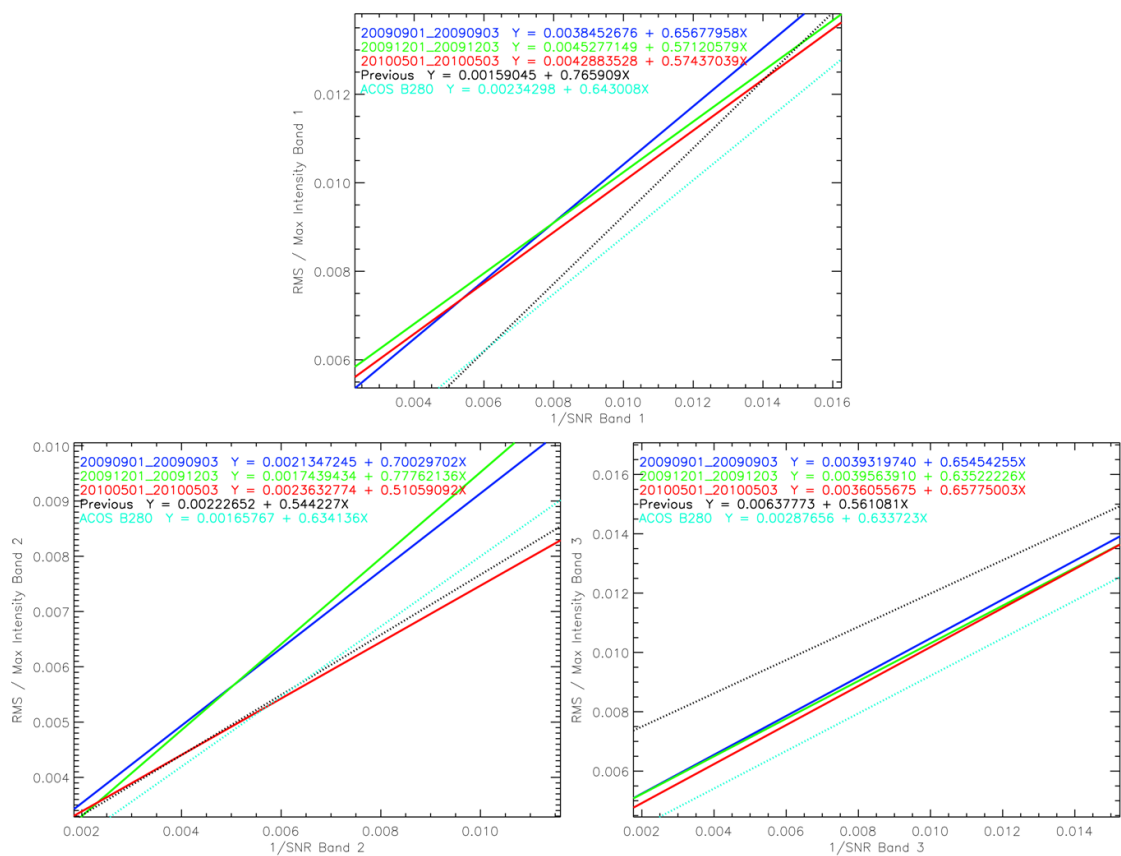 20090901_20090903 Y = 0.0038452676 + 0.65677958X
20091201_20091203 Y = 0.0045277149 + 0.57120579X
20100501_20100503 Y = 0.0042883528 + 0.57437039X
Previous Y = 0.00159045 + 0.765909X
ACOS B280 Y = 0.00234298 + 0.643008X
RMS / Max Intensity Band 1
0.012
0.010
0.008
0.006
0.004 0.006 0.008 0.010 0.012 0.014 0.016
1/SNR Band 1
20090901_20090903 Y = 0.0021347245 + 0.70029702X
20091201_20091203 Y = 0.0017439434 + 0.77762136X
20100501_20100503 Y = 0.0023632774 + 0.51059092X
Previous Y = 0.00222652 + 0.544227X
ACOS B280 Y = 0.00165767 + 0.634136X
RMS / Max Intensity Band 2
0.010
0.009
0.008
0.007
0.006
0.005
0.004
0.002 0.004 0.006 0.008 0.010
1/SNR Band 2
20090901_20090903 Y = 0.0039319740 + 0.65454255X
20091201_20091203 Y = 0.0039563910 + 0.63522226X
20100501_20100503 Y = 0.0036055675 + 0.65775003X
Previous Y = 0.00637773 + 0.561081X
ACOS B280 Y = 0.00287656 + 0.633723X
RMS / Max Intensity Band 3
0.016
0.014
0.012
0.010
0.008
0.006
0.002 0.004 0.006 0.008 0.010 0.012 0.014
1/SNR Band 3